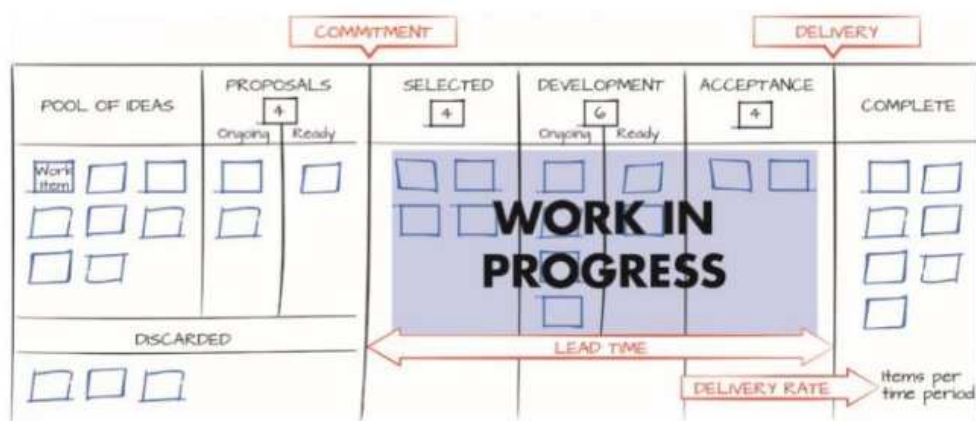 COMMITMENT
DELIVERY
POOL OF IDEAS
PROPOSALS
4
Ongoing Ready
SELECTED
4
DEVELOPMENT
6
Ongoing Ready
ACCEPTANCE
4
COMPLETE
Work
Item
WORK IN
PROGRESS
DISCARDED
LEAD TIME
DELIVERY RATE
Items per
time period